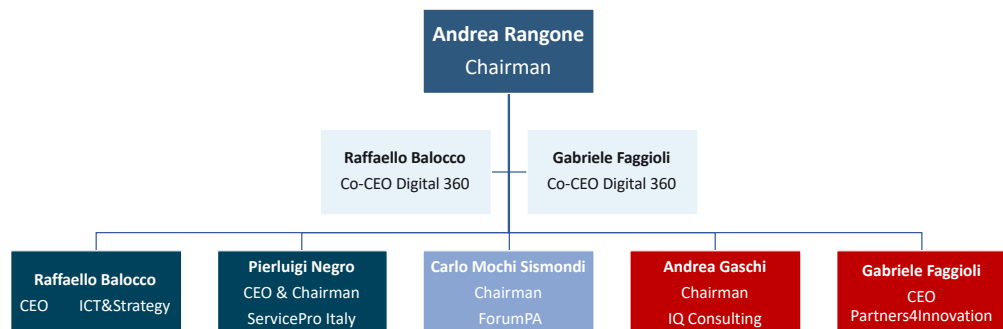 Andrea Rangone
Chairman
Raffaello Balocco
Co-CEO Digital 360
Gabriele Faggioli
Co-CEO Digital 360
Raffaello Balocco
CEO ICT&Strategy
Pierluigi Negro
CEO & Chairman
ServicePro Italy
Carlo Mochi Sismondi
Chairman
ForumPA
Andrea Gaschi
Chairman
IQ Consulting
Gabriele Faggioli
CEO
Partners4Innovation